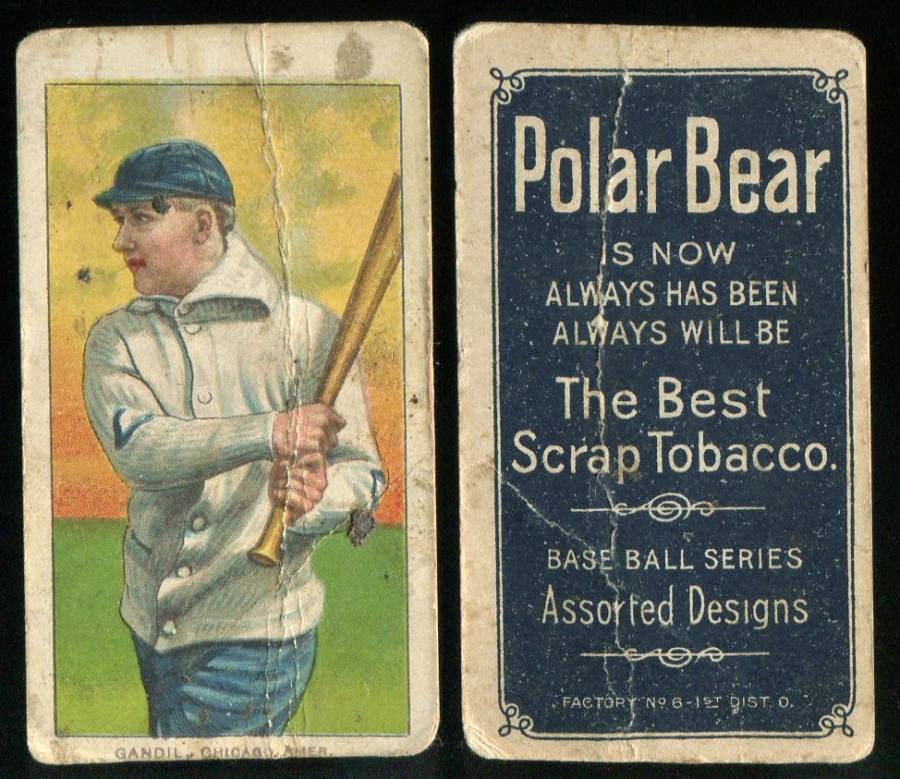 GANDIL - CHICAGO AMER.
Polar Bear
IS NOW
ALWAYS HAS BEEN
ALWAYS WILL BE
The Best
Scrap Tobacco.
BASE BALL SERIES
Assorted Designs
FACTORY Nº 6 - 1ST DIST. O.